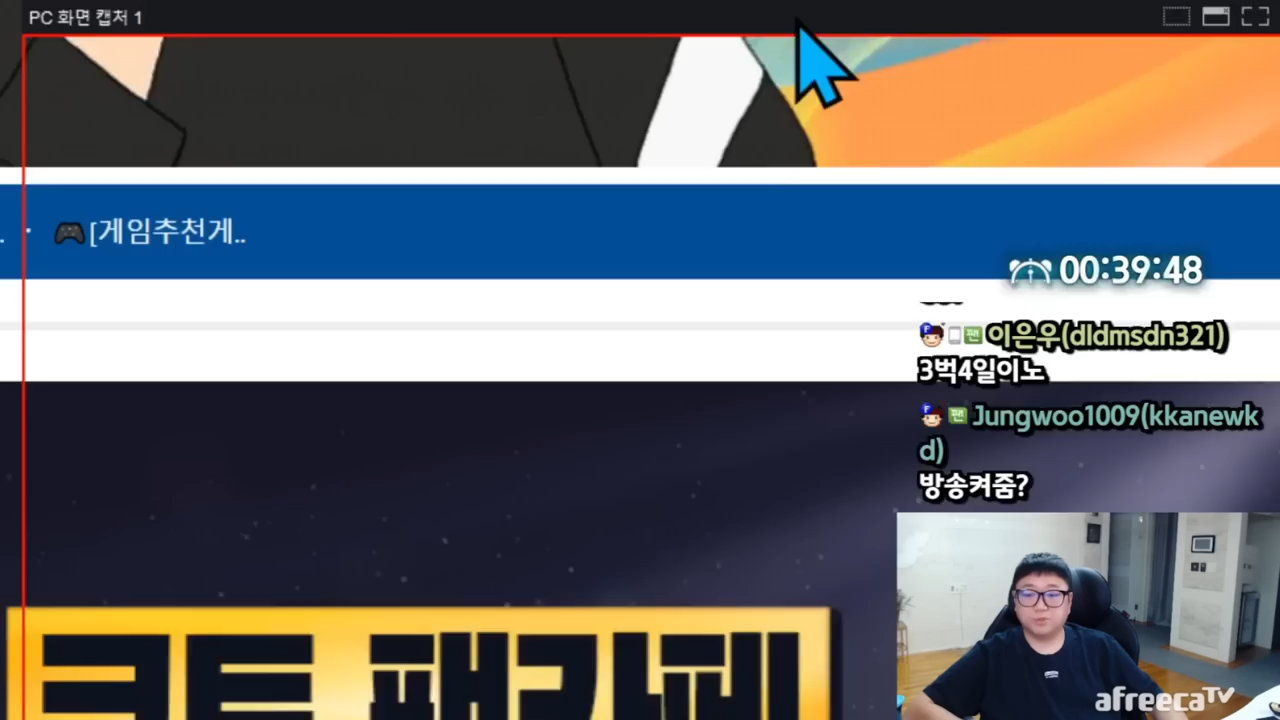 PC 화면 캡처 1
. · 🎮[게임추천게..
00:39:48
이은우(dldmsdn321)
3벅4일이노
Jungwoo1009(kkanewk
d)
방송켜줌?
afreecaTV